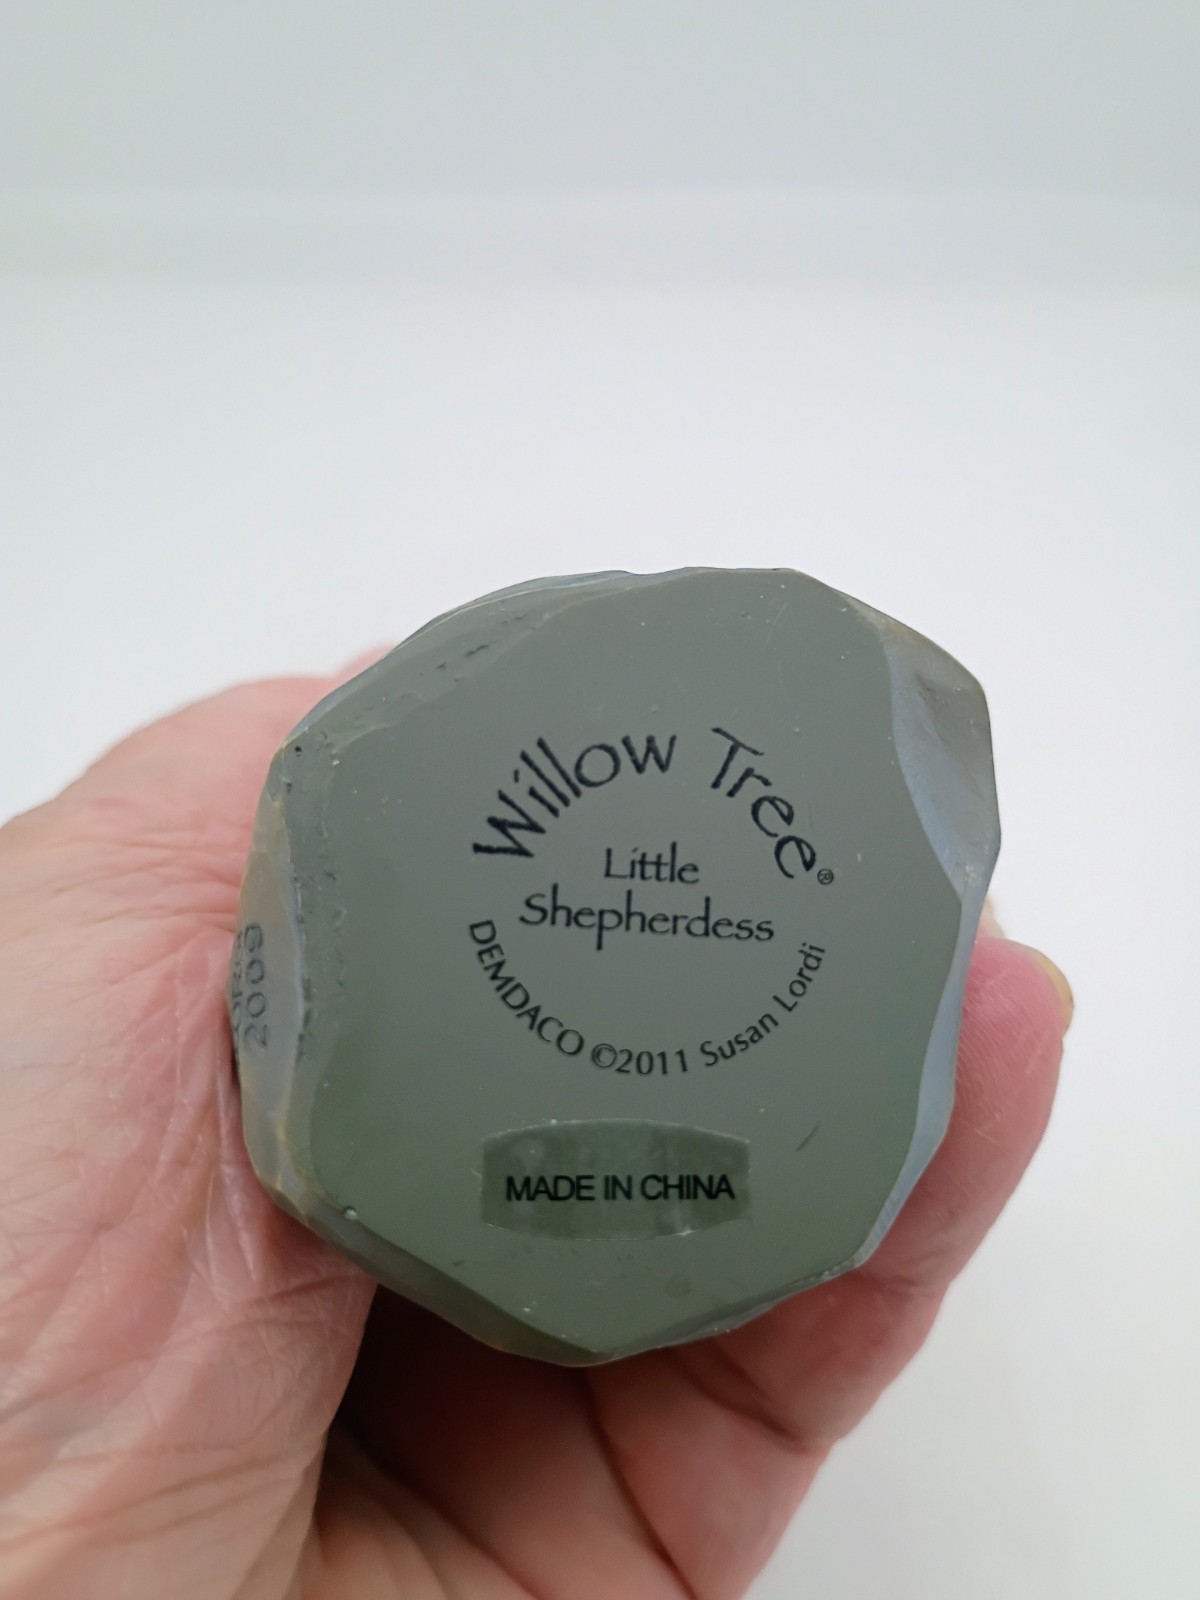 Willow Tree®
Little
Shepherdess
DEMDACO ©2011 Susan Lordi
MADE IN CHINA
2009